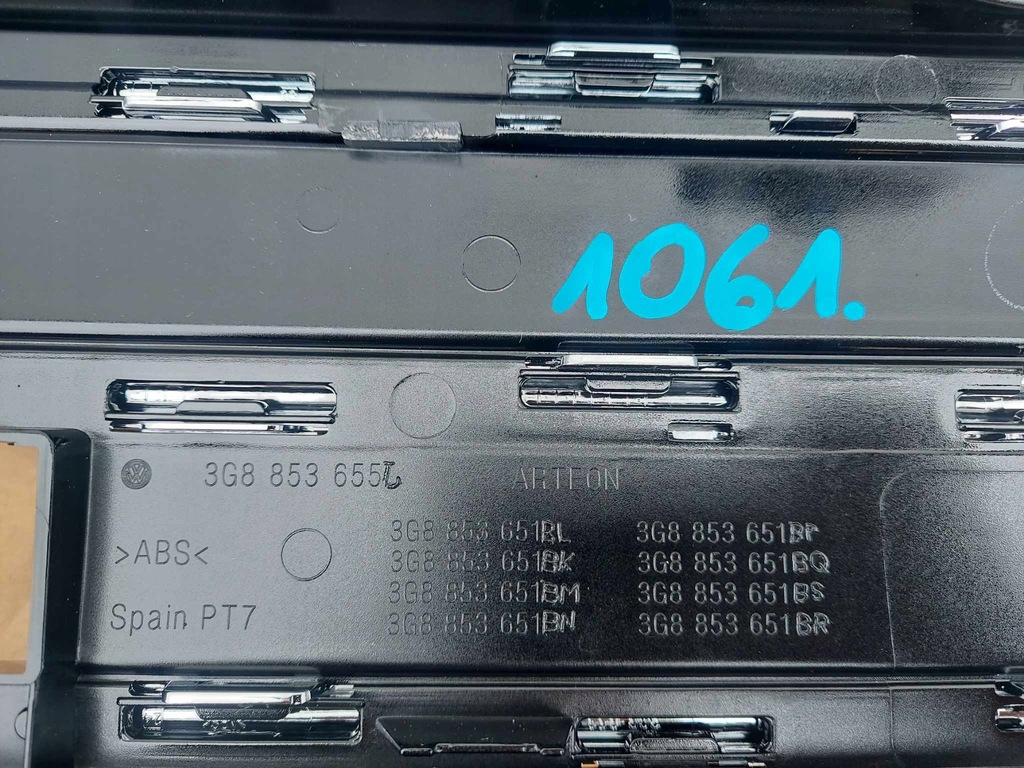 1061.
3G8 853 655
ARTEON
>ABS<
Spain PT7
3G8 853 651BL
3G8 853 651BK
3G8 853 651BM
3G8 853 651BN
3G8 853 651BP
3G8 853 651BQ
3G8 853 651BS
3G8 853 651BR